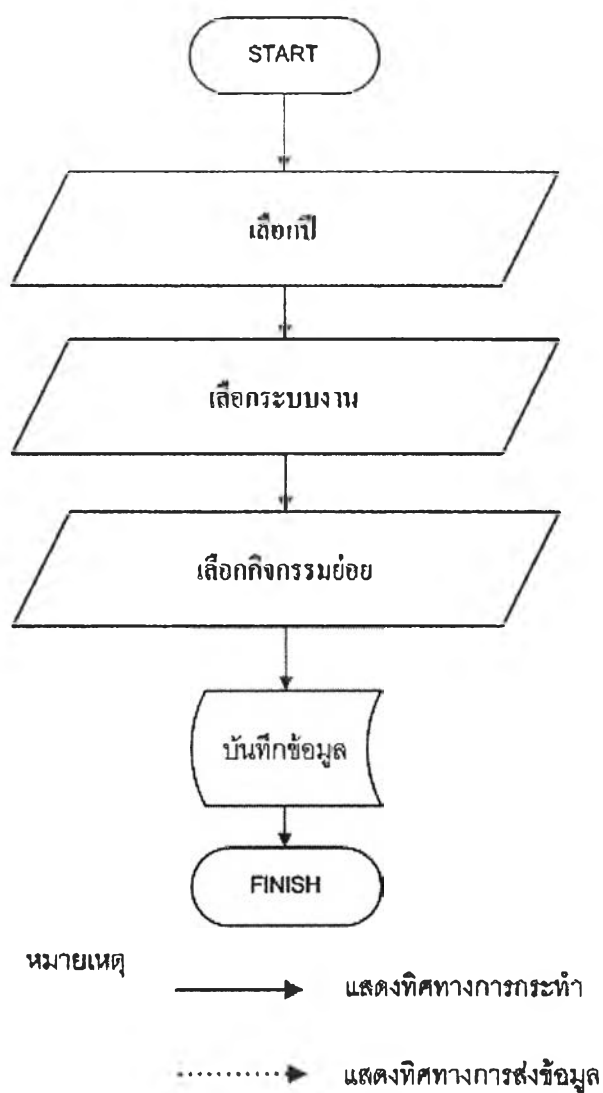 START
เลือกปี
เลือกระบบงาน
เลือกกิจกรรมย่อย
บันทึกข้อมูล
FINISH
หมายเหตุ
แสดงทิศทางการกระทำ
แสดงทิศทางการส่งข้อมูล